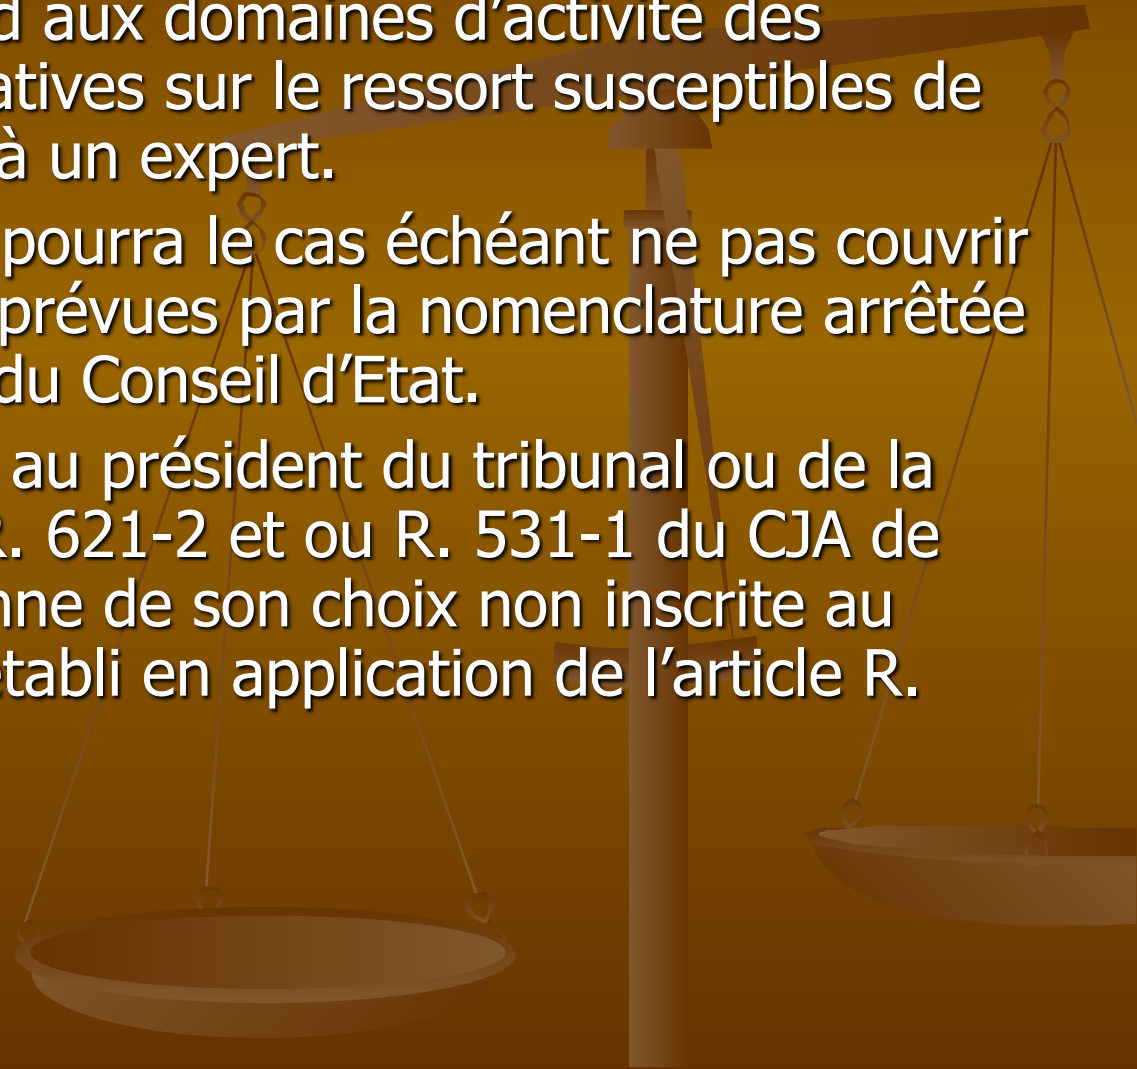 aux domaines d’activité des
sur le ressort susceptibles de
à un expert.
pourra le cas échéant ne pas couvrir
prévues par la nomenclature arrêtée
du Conseil d’Etat.
au président du tribunal ou de la
R. 621-2 et ou R. 531-1 du CJA de
de son choix non inscrite au
établi en application de l’article R.